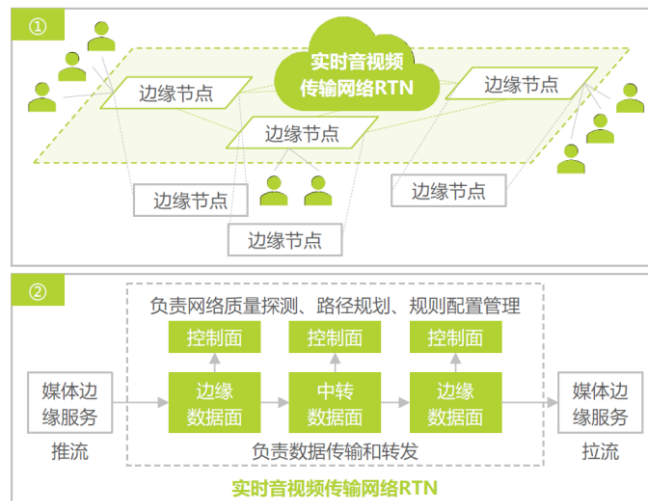 ①
实时音视频
传输网络RTN
边缘节点
边缘节点
边缘节点
边缘节点
边缘节点
边缘节点
②
负责网络质量探测、路径规划、规则配置管理
控制面
控制面
控制面
媒体边
缘服务
边缘
数据面
中转
数据面
边缘
数据面
媒体边
缘服务
推流
负责数据传输和转发
拉流
实时音视频传输网络RTN